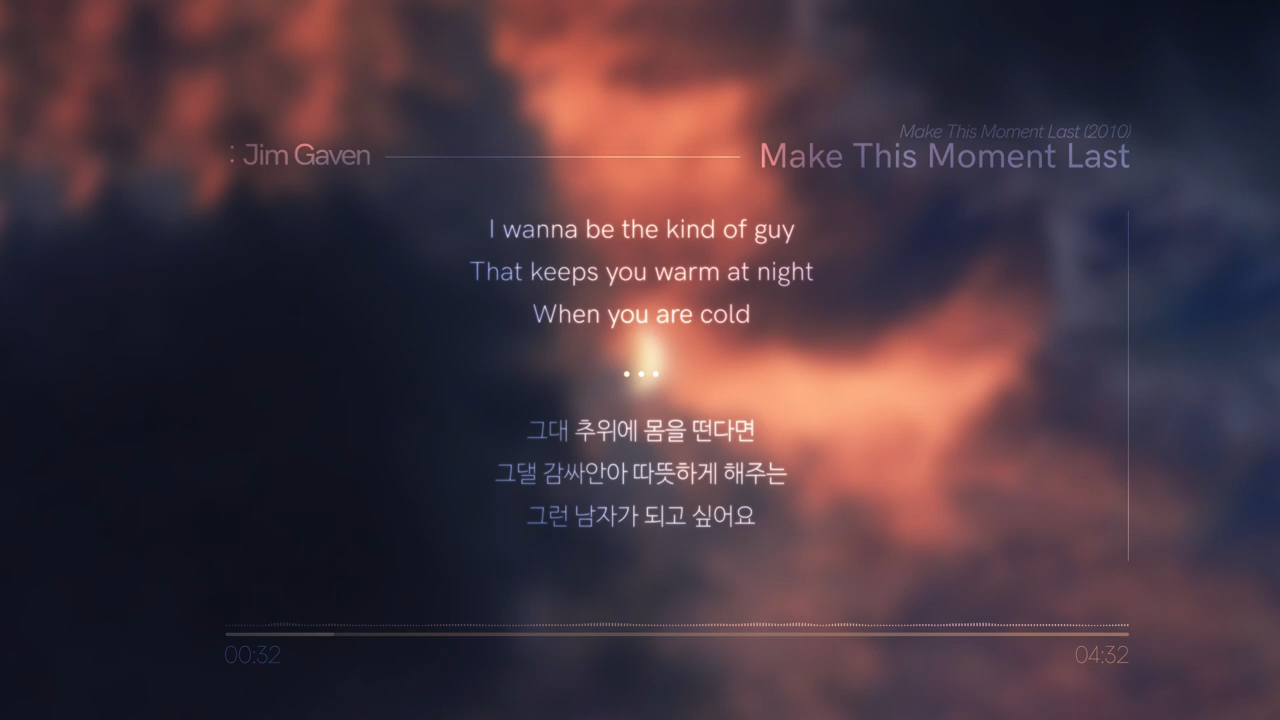 : Jim Gaven
Make This Moment Last (2010)
Make This Moment Last
I wanna be the kind of guy
That keeps you warm at night
When you are cold
•••
그대 추위에 몸을 떤다면
그댈 감싸안아 따뜻하게 해주는
그런 남자가 되고 싶어요
00:32
04:32